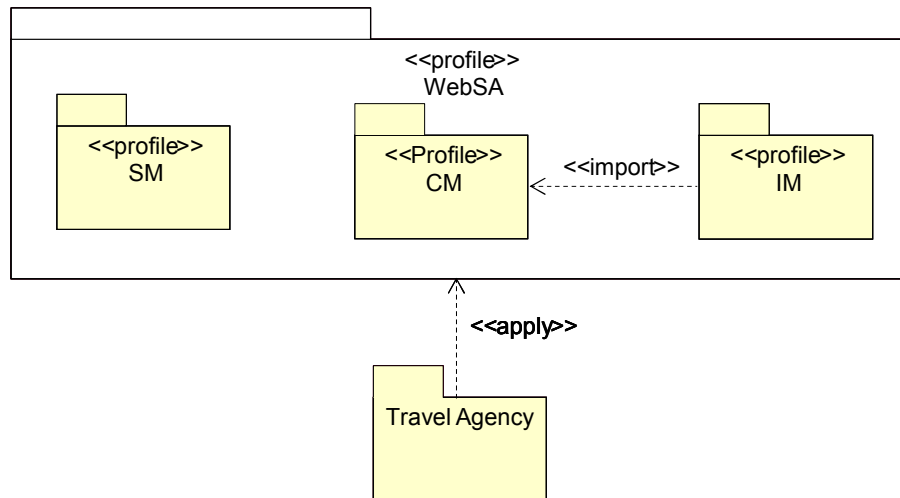 <<profile>>
WebSA
<<profile>>
SM
<<Profile>>
CM
<<import>>
<<profile>>
IM
<<apply>>
Travel Agency